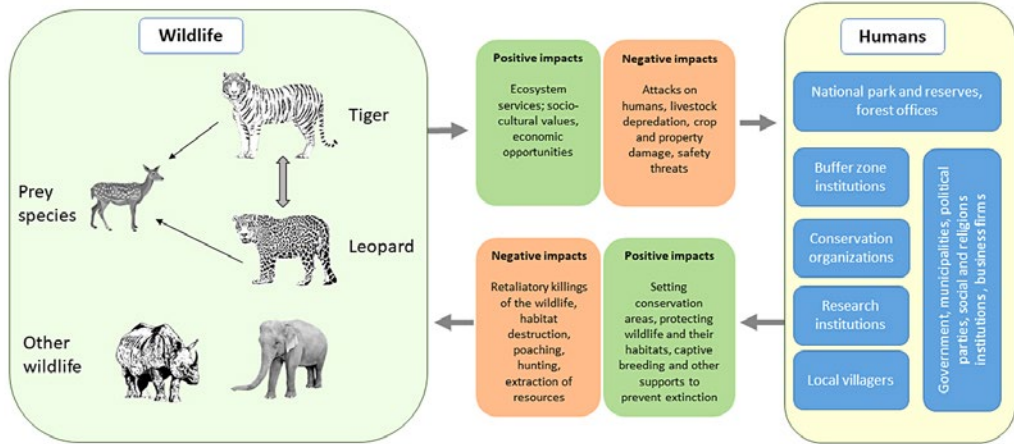 Wildlife
Tiger
Prey
species
Leopard
Other
wildlife
Positive impacts
Ecosystem
services; socio-
cultural values,
economic
opportunities
Negative impacts
Attacks on
humans, livestock
depredation, crop
and property
damage, safety
threats
Negative impacts
Retaliatory killings
of the wildlife,
habitat
destruction,
poaching,
hunting,
extraction of
resources
Positive impacts
Setting
conservation
areas, protecting
wildlife and their
habitats, captive
breeding and other
supports to
prevent extinction
Humans
National park and reserves,
forest offices
Buffer zone
institutions
Conservation
organizations
Research
institutions
Local villagers
Government, municipalities, political
parties, social and religions
institutions , business firms